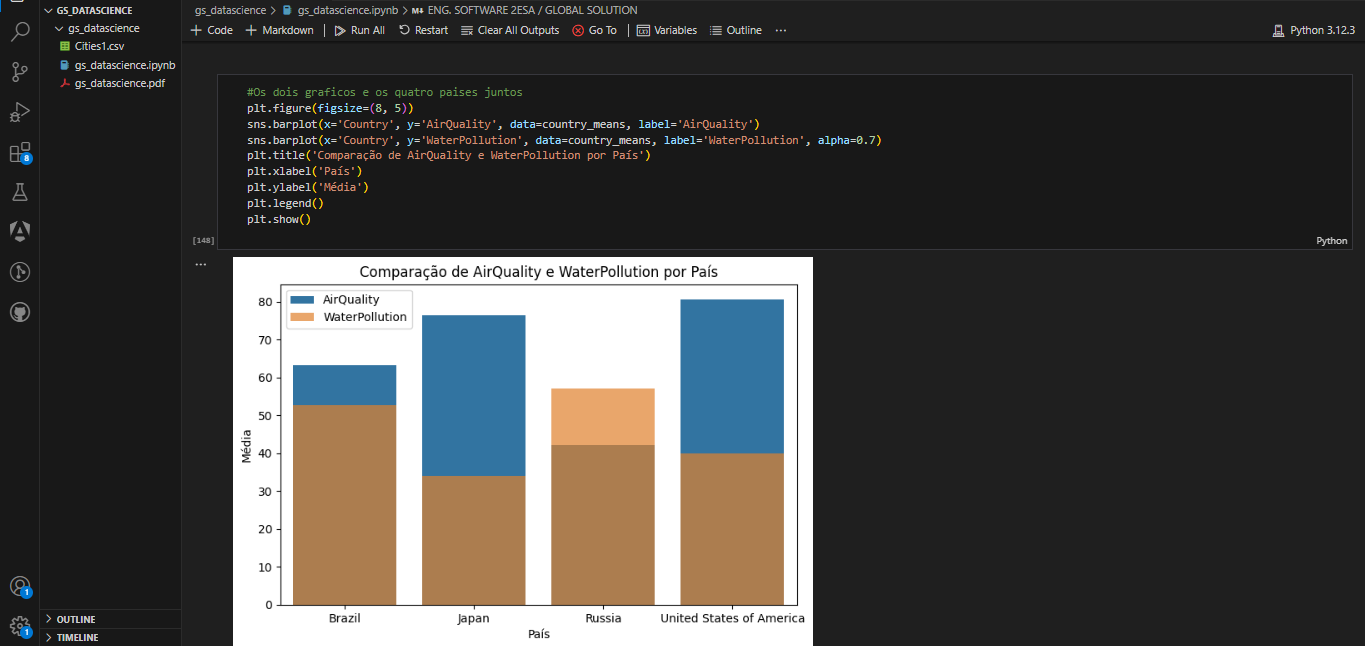 GS_DATASCIENCE
gs_datascience
Cities1.csv
gs_datascience.ipynb
gs_datascience.pdf
8
1
1
OUTLINE
TIMELINE
gs_datascience > gs_datascience.ipynb > M↓ ENG. SOFTWARE 2ESA / GLOBAL SOLUTION
+ Code + Markdown | Run All Restart Clear All Outputs Go To | Variables Outline ···
Python 3.12.3
#Os dois graficos e os quatro paises juntos
plt.figure(figsize=(8, 5))
sns.barplot(x='Country', y='AirQuality', data=country_means, label='AirQuality')
sns.barplot(x='Country', y='WaterPollution', data=country_means, label='WaterPollution', alpha=0.7)
plt.title('Comparação de AirQuality e WaterPollution por País')
plt.xlabel('País')
plt.ylabel('Média')
plt.legend()
plt.show()
[148]
Python
···
Comparação de AirQuality e WaterPollution por País
AirQuality
WaterPollution
80
70
60
50
40
30
20
10
0
Média
Brazil Japan Russia United States of America
País